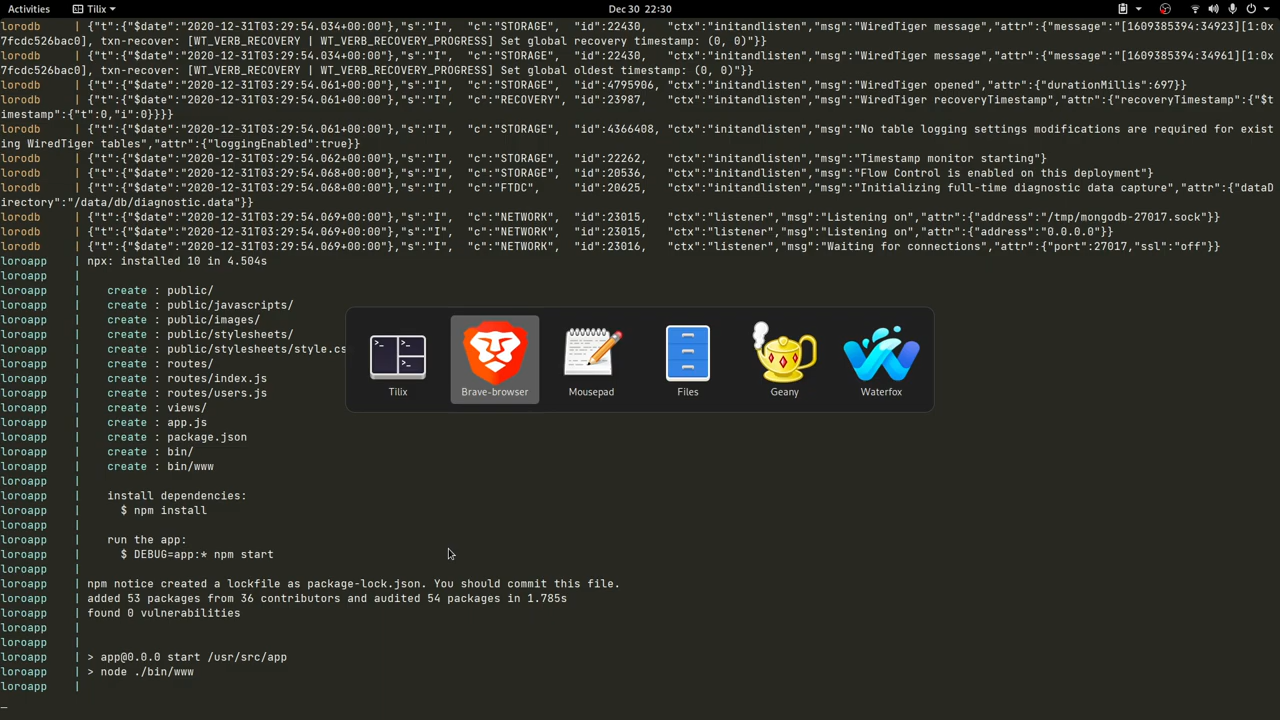 Activities Tilix Dec 30 22:30
lorodb | {"t":{"$date":"2020-12-31T03:29:54.034+00:00"},"s":"I", "c":"STORAGE", "id":22430, "ctx":"initandlisten","msg":"WiredTiger message","attr":{"message":"[1609385394:34923][1:0x
7fcdc526bac0], txn-recover: [WT_VERB_RECOVERY | WT_VERB_RECOVERY_PROGRESS] Set global recovery timestamp: (0, 0)"}}
lorodb | {"t":{"$date":"2020-12-31T03:29:54.034+00:00"},"s":"I", "c":"STORAGE", "id":22430, "ctx":"initandlisten","msg":"WiredTiger message","attr":{"message":"[1609385394:34961][1:0x
7fcdc526bac0], txn-recover: [WT_VERB_RECOVERY | WT_VERB_RECOVERY_PROGRESS] Set global oldest timestamp: (0, 0)"}}
lorodb | {"t":{"$date":"2020-12-31T03:29:54.061+00:00"},"s":"I", "c":"STORAGE", "id":4795906, "ctx":"initandlisten","msg":"WiredTiger opened","attr":{"durationMillis":697}}
lorodb | {"t":{"$date":"2020-12-31T03:29:54.061+00:00"},"s":"I", "c":"RECOVERY", "id":23987, "ctx":"initandlisten","msg":"WiredTiger recoveryTimestamp","attr":{"recoveryTimestamp":{"$t
imestamp":{"t":0,"i":0}}}}
lorodb | {"t":{"$date":"2020-12-31T03:29:54.061+00:00"},"s":"I", "c":"STORAGE", "id":4366408, "ctx":"initandlisten","msg":"No table logging settings modifications are required for exist
ing WiredTiger tables","attr":{"loggingEnabled":true}}
lorodb | {"t":{"$date":"2020-12-31T03:29:54.062+00:00"},"s":"I", "c":"STORAGE", "id":22262, "ctx":"initandlisten","msg":"Timestamp monitor starting"}
lorodb | {"t":{"$date":"2020-12-31T03:29:54.068+00:00"},"s":"I", "c":"STORAGE", "id":20536, "ctx":"initandlisten","msg":"Flow Control is enabled on this deployment"}
lorodb | {"t":{"$date":"2020-12-31T03:29:54.068+00:00"},"s":"I", "c":"FTDC", "id":20625, "ctx":"initandlisten","msg":"Initializing full-time diagnostic data capture","attr":{"dataD
irectory":"/data/db/diagnostic.data"}}
lorodb | {"t":{"$date":"2020-12-31T03:29:54.069+00:00"},"s":"I", "c":"NETWORK", "id":23015, "ctx":"listener","msg":"Listening on","attr":{"address":"/tmp/mongodb-27017.sock"}}
lorodb | {"t":{"$date":"2020-12-31T03:29:54.069+00:00"},"s":"I", "c":"NETWORK", "id":23015, "ctx":"listener","msg":"Listening on","attr":{"address":"0.0.0.0"}}
lorodb | {"t":{"$date":"2020-12-31T03:29:54.069+00:00"},"s":"I", "c":"NETWORK", "id":23016, "ctx":"listener","msg":"Waiting for connections","attr":{"port":27017,"ssl":"off"}}
loroapp | npx: installed 10 in 4.504s
loroapp |
loroapp | create : public/
loroapp | create : public/javascripts/
loroapp | create : public/images/
loroapp | create : public/stylesheets/
loroapp | create : public/stylesheets/style.cs
loroapp | create : routes/
loroapp | create : routes/index.js
loroapp | create : routes/users.js
loroapp | create : views/
loroapp | create : app.js
loroapp | create : package.json
loroapp | create : bin/
loroapp | create : bin/www
loroapp |
loroapp | install dependencies:
loroapp | $ npm install
loroapp |
loroapp | run the app:
loroapp | $ DEBUG=app:* npm start
loroapp |
loroapp | npm notice created a lockfile as package-lock.json. You should commit this file.
loroapp | added 53 packages from 36 contributors and audited 54 packages in 1.785s
loroapp | found 0 vulnerabilities
loroapp |
loroapp |
loroapp | > app@0.0.0 start /usr/src/app
loroapp | > node ./bin/www
loroapp |
Tilix Brave-browser Mousepad Files Geany Waterfox